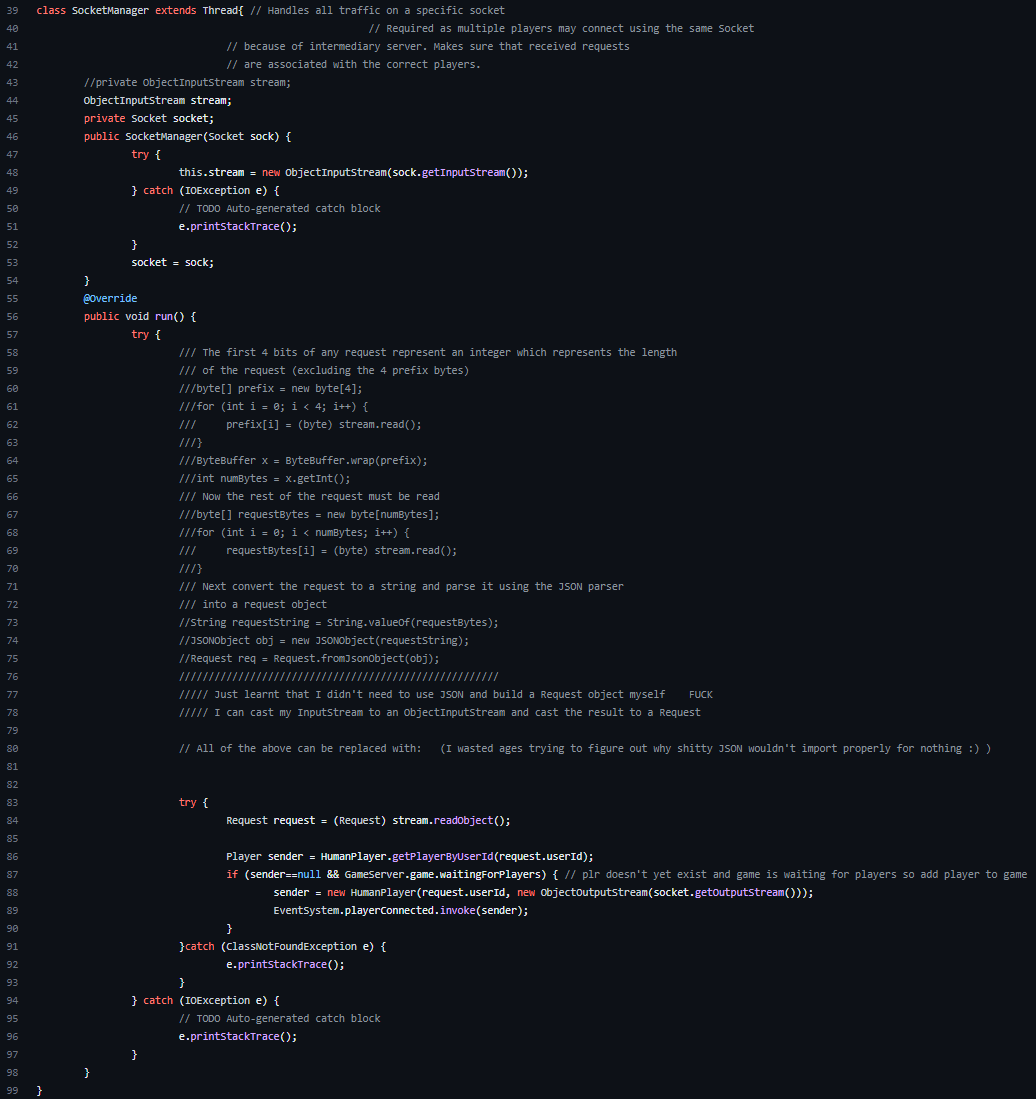 39 class SocketManager extends Thread{ // Handles all traffic on a specific socket
40 // Required as multiple players may connect using the same Socket
41 // because of intermediary server. Makes sure that received requests
42 // are associated with the correct players.
43 //private ObjectInputStream stream;
44 ObjectInputStream stream;
45 private Socket socket;
46 public SocketManager(Socket sock) {
47 try {
48 this.stream = new ObjectInputStream(sock.getInputStream());
49 } catch (IOException e) {
50 // TODO Auto-generated catch block
51 e.printStackTrace();
52 }
53 socket = sock;
54 }
55 @Override
56 public void run() {
57 try {
58 /// The first 4 bits of any request represent an integer which represents the length
59 /// of the request (excluding the 4 prefix bytes)
60 ///byte[] prefix = new byte[4];
61 ///for (int i = 0; i < 4; i++) {
62 /// prefix[i] = (byte) stream.read();
63 ///}
64 ///ByteBuffer x = ByteBuffer.wrap(prefix);
65 ///int numBytes = x.getInt();
66 /// Now the rest of the request must be read
67 ///byte[] requestBytes = new byte[numBytes];
68 ///for (int i = 0; i < numBytes; i++) {
69 /// requestBytes[i] = (byte) stream.read();
70 ///}
71 /// Next convert the request to a string and parse it using the JSON parser
72 /// into a request object
73 //String requestString = String.valueOf(requestBytes);
74 //JSONObject obj = new JSONObject(requestString);
75 //Request req = Request.fromJsonObject(obj);
76 //////////////////////////////////////////////////////
77 ///// Just learnt that I didn't need to use JSON and build a Request object myself FUCK
78 ///// I can cast my InputStream to an ObjectInputStream and cast the result to a Request
79
80 // All of the above can be replaced with: (I wasted ages trying to figure out why shitty JSON wouldn't import properly for nothing :) )
81
82
83 try {
84 Request request = (Request) stream.readObject();
85
86 Player sender = HumanPlayer.getPlayerByUserId(request.userId);
87 if (sender==null && GameServer.game.waitingForPlayers) { // plr doesn't yet exist and game is waiting for players so add player to game
88 sender = new HumanPlayer(request.userId, new ObjectOutputStream(socket.getOutputStream()));
89 EventSystem.playerConnected.invoke(sender);
90 }
91 }catch (ClassNotFoundException e) {
92 e.printStackTrace();
93 }
94 } catch (IOException e) {
95 // TODO Auto-generated catch block
96 e.printStackTrace();
97 }
98 }
99 }